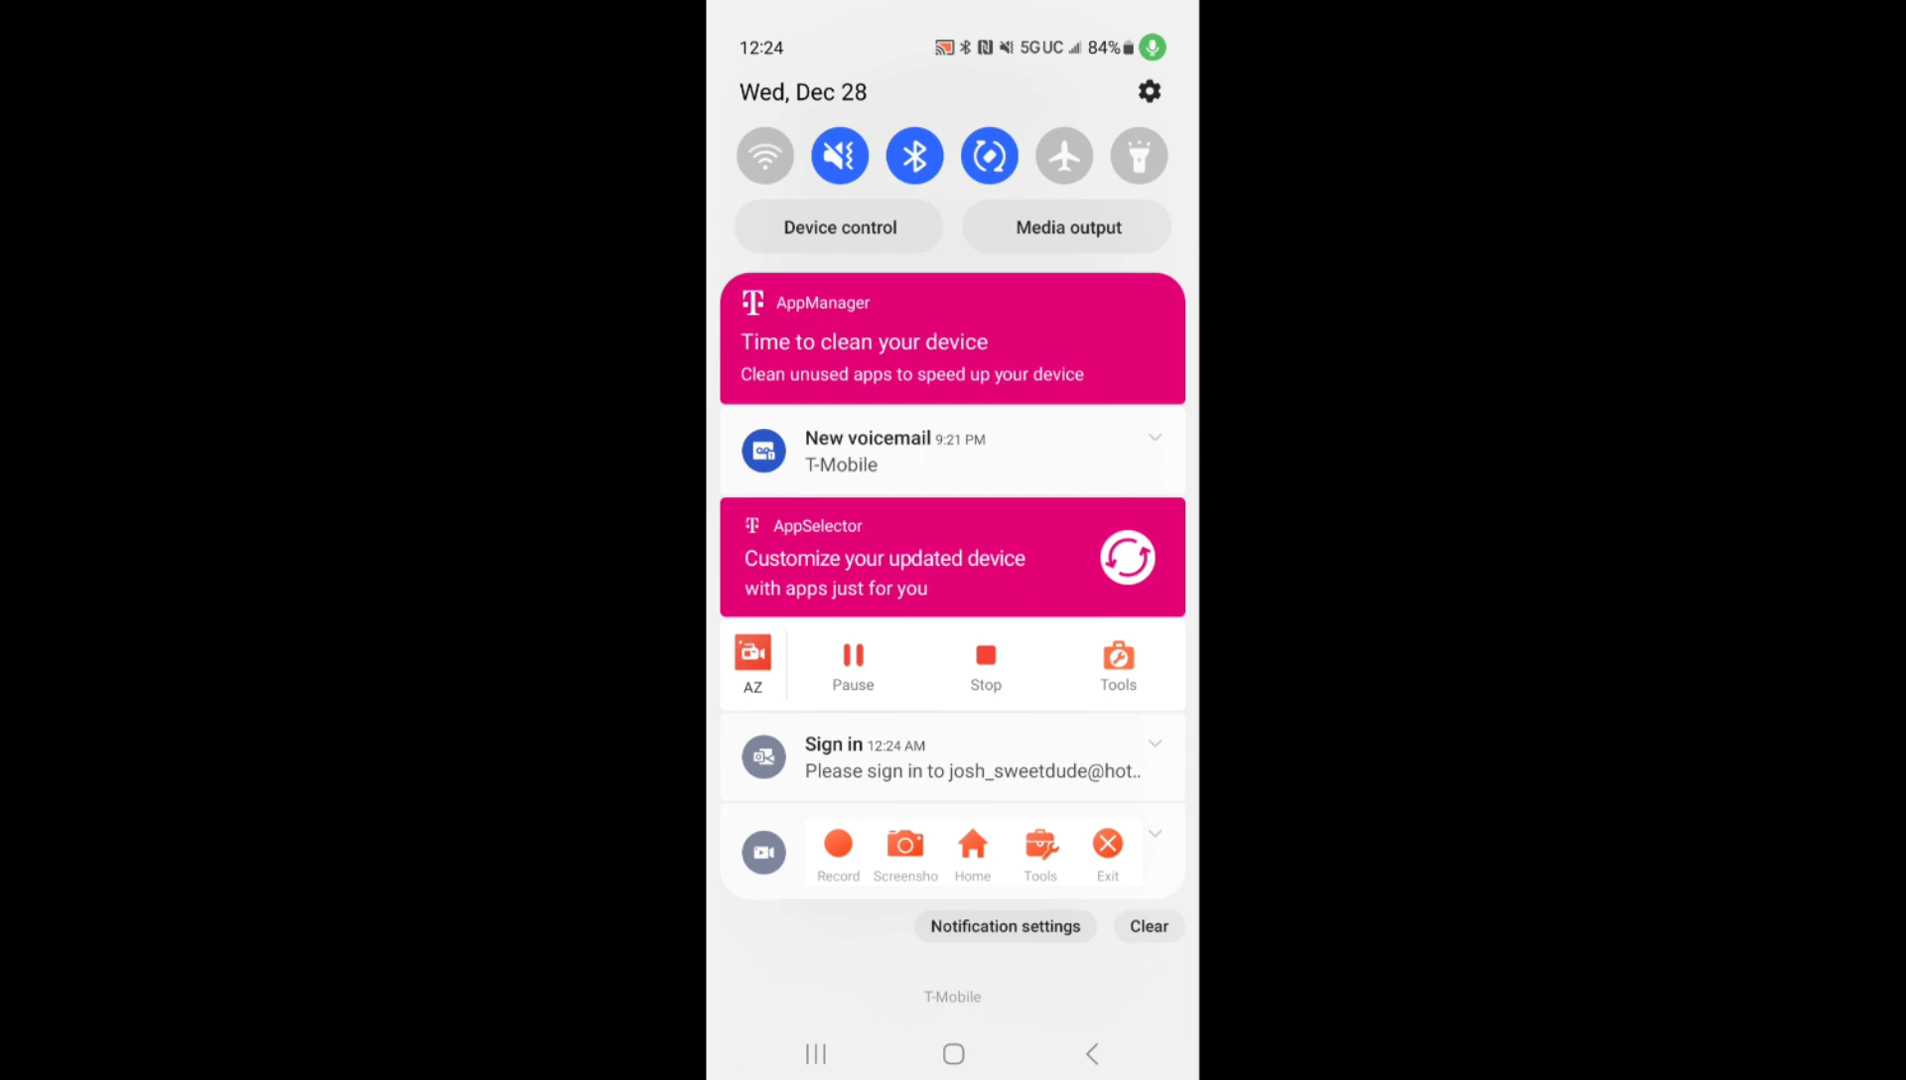 12:24
5G UC 84%
Wed, Dec 28
Device control
Media output
AppManager
Time to clean your device
Clean unused apps to speed up your device
New voicemail 9:21 PM
T-Mobile
AppSelector
Customize your updated device
with apps just for you
AZ
Pause
Stop
Tools
Sign in 12:24 AM
Please sign in to josh_sweetdude@hot..
Record
Screensho
Home
Tools
Exit
Notification settings
Clear
T-Mobile